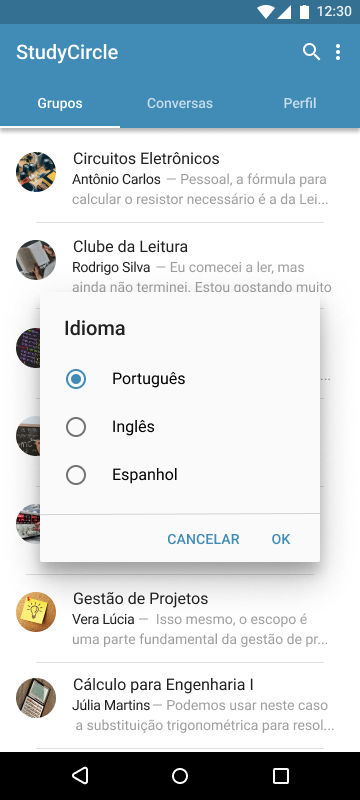 12:30
StudyCircle
Grupos Conversas Perfil
Circuitos Eletrônicos
Antônio Carlos — Pessoal, a fórmula para
calcular o resistor necessário é a da Lei...
Clube da Leitura
Rodrigo Silva — Eu comecei a ler, mas
ainda não terminei. Estou gostando muito
Idioma
Português
...
Inglês
Espanhol
CANCELAR OK
Gestão de Projetos
Vera Lúcia — Isso mesmo, o escopo é
uma parte fundamental da gestão de pr...
Cálculo para Engenharia I
Júlia Martins — Podemos usar neste caso
a substituição trigonométrica para resol...